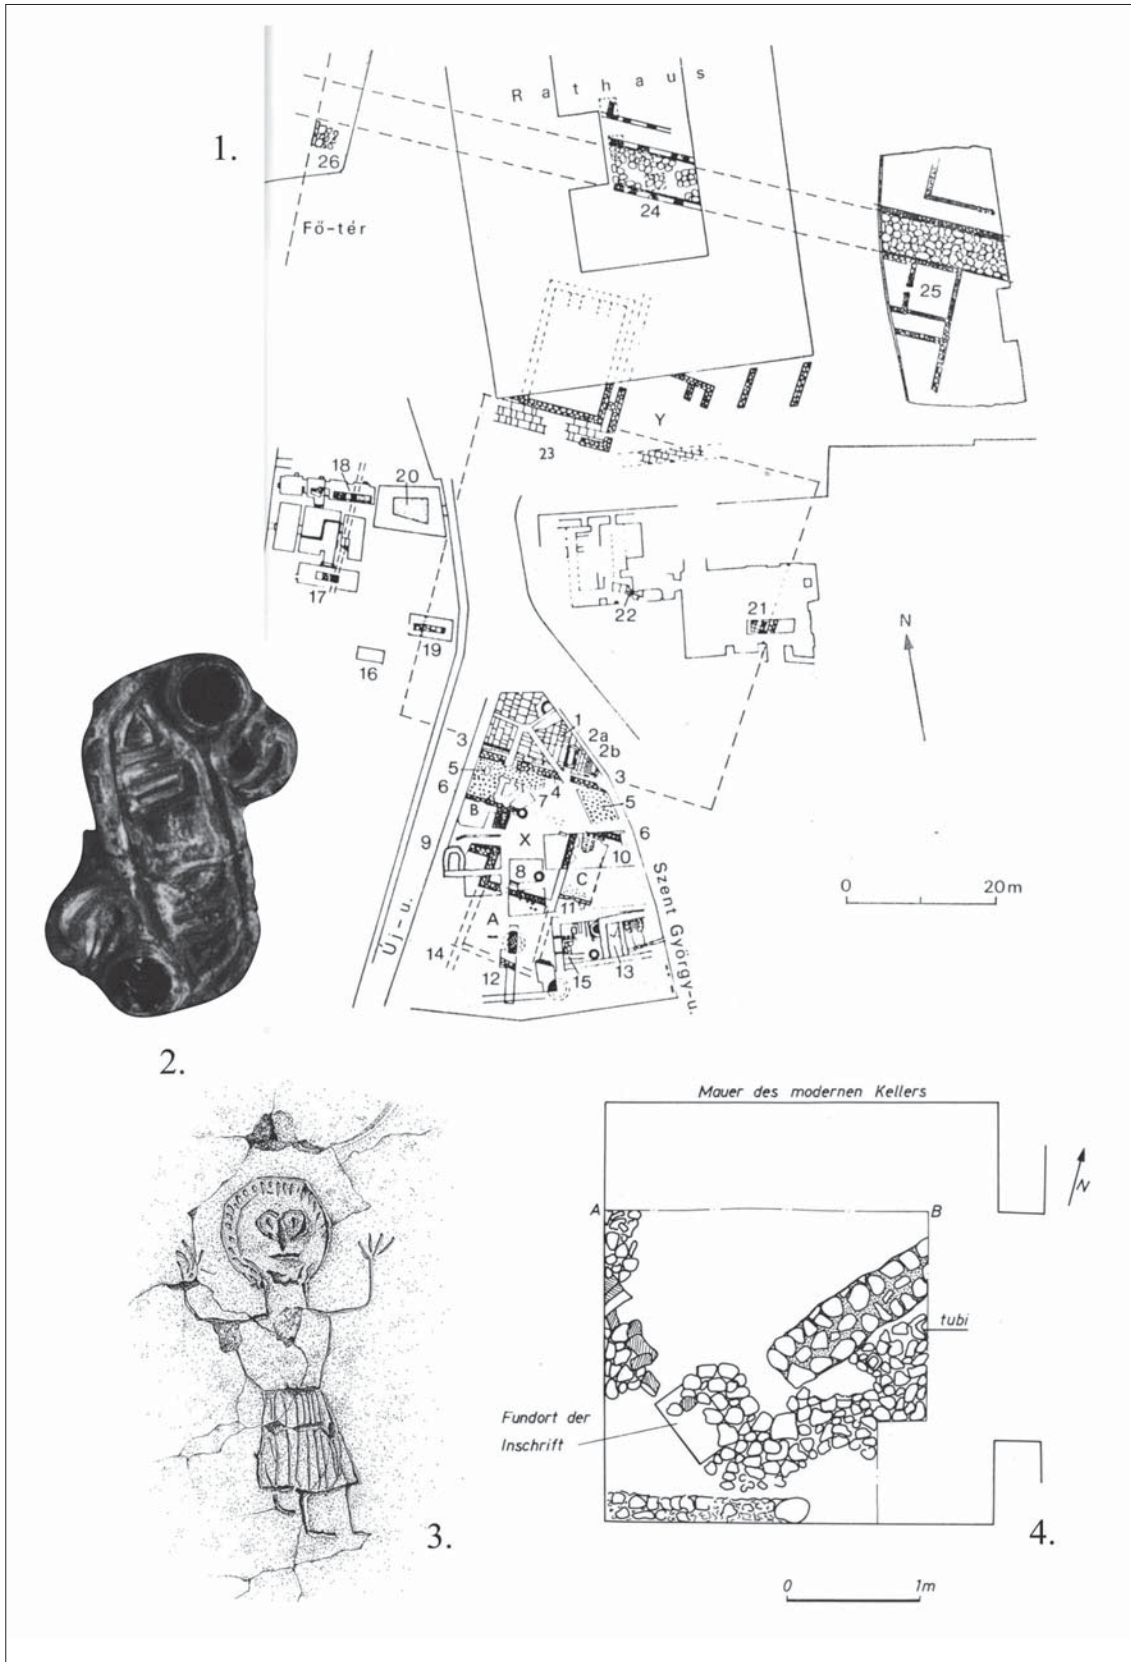 R a t h a u s
1.
26
24
Fő-tér
25
Y
23
18
20
17
22
21
N
19
16
1
2a
2b
3
3
5
4
6
7
5
B
6
9
X
10
8
C
11
A
14
12
15
13
Új-u.
Szent György-u.
0 20m
2.
3.
Mauer des modernen Kellers
N
A B
tubi
Fundort der
Inschrift
4.
0 1m